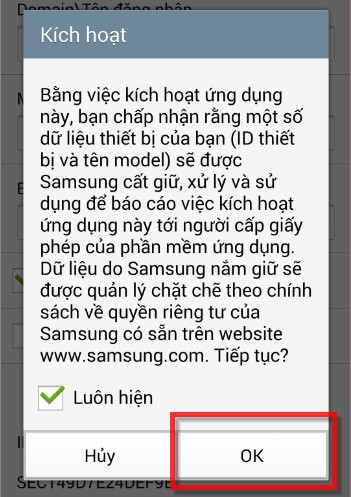 Domain\Tên đăng nhập
Kích hoạt
Bằng việc kích hoạt ứng dụng
này, bạn chấp nhận rằng một số
dữ liệu thiết bị của bạn (ID thiết
bị và tên model) sẽ được
Samsung cất giữ, xử lý và sử
dụng để báo cáo việc kích hoạt
ứng dụng này tới người cấp giấy
phép của phần mềm ứng dụng.
Dữ liệu do Samsung nắm giữ sẽ
được quản lý chặt chẽ theo chính
sách về quyền riêng tư của
Samsung có sẵn trên website
www.samsung.com. Tiếp tục?
Luôn hiện
Hủy OK